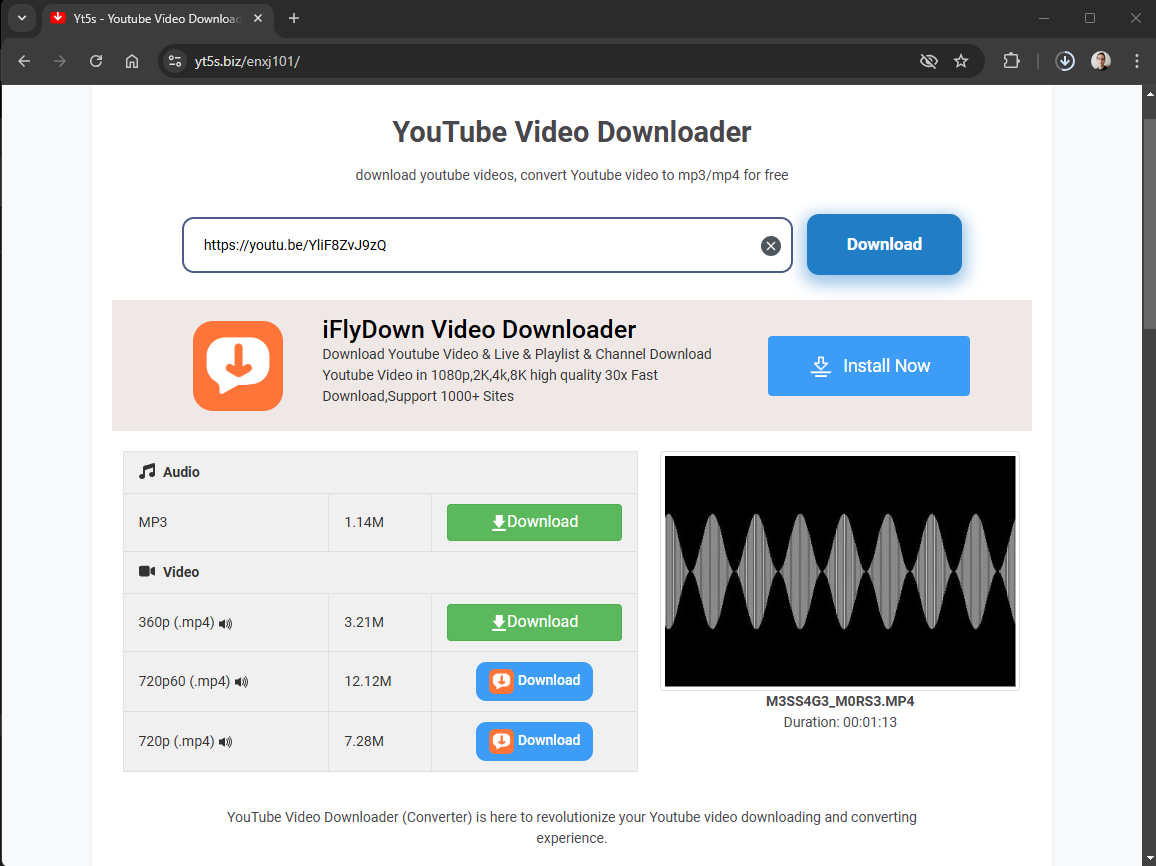 Yt5s - Youtube Video Downloa
yt5s.biz/enxj101/
YouTube Video Downloader
download youtube videos, convert Youtube video to mp3/mp4 for free
https://youtu.be/YliF8ZvJ9zQ
Download
iFlyDown Video Downloader
Download Youtube Video & Live & Playlist & Channel Download
Youtube Video in 1080p,2K,4k,8K high quality 30x Fast
Download,Support 1000+ Sites
Install Now
Audio
MP3 1.14M Download
Video
360p (.mp4) 3.21M Download
720p60 (.mp4) 12.12M Download
720p (.mp4) 7.28M Download
M3SS4G3_M0RS3.MP4
Duration: 00:01:13
YouTube Video Downloader (Converter) is here to revolutionize your Youtube video downloading and converting
experience.